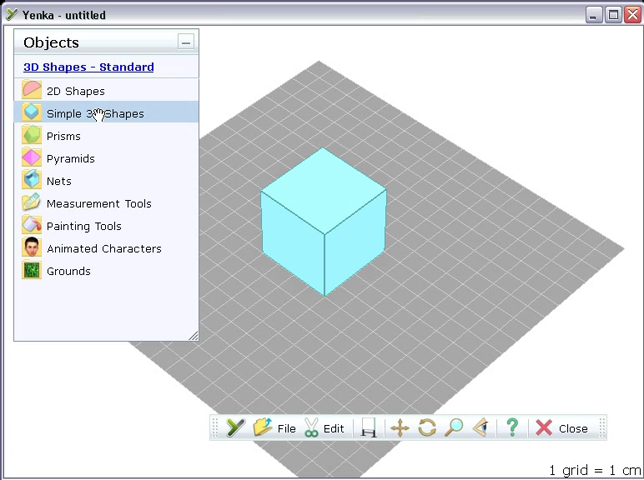 Yenka - untitled
Objects
3D Shapes - Standard
2D Shapes
Simple 3D Shapes
Prisms
Pyramids
Nets
Measurement Tools
Painting Tools
Animated Characters
Grounds
File Edit ? Close
1 grid = 1 cm